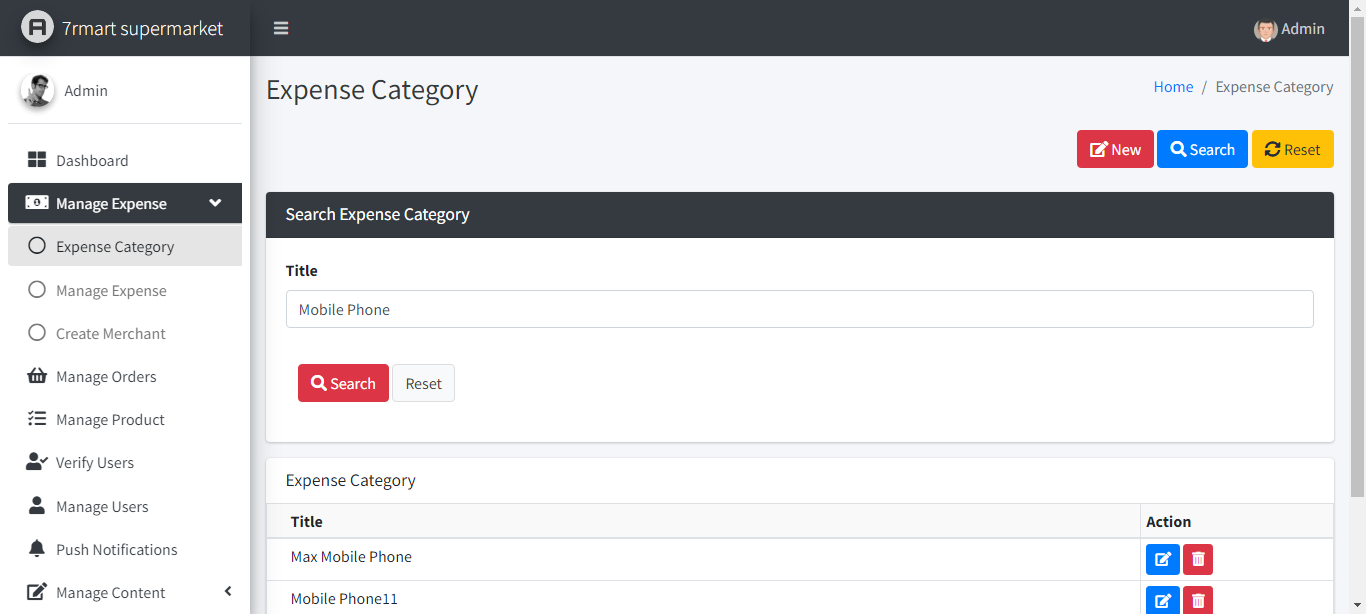 7rmart supermarket
Admin
Admin
Expense Category
Home / Expense Category
New Search Reset
Dashboard
Manage Expense
Expense Category
Manage Expense
Create Merchant
Manage Orders
Manage Product
Verify Users
Manage Users
Push Notifications
Manage Content
Search Expense Category
Title
Mobile Phone
Search Reset
Expense Category
Title Action
Max Mobile Phone
Mobile Phone11